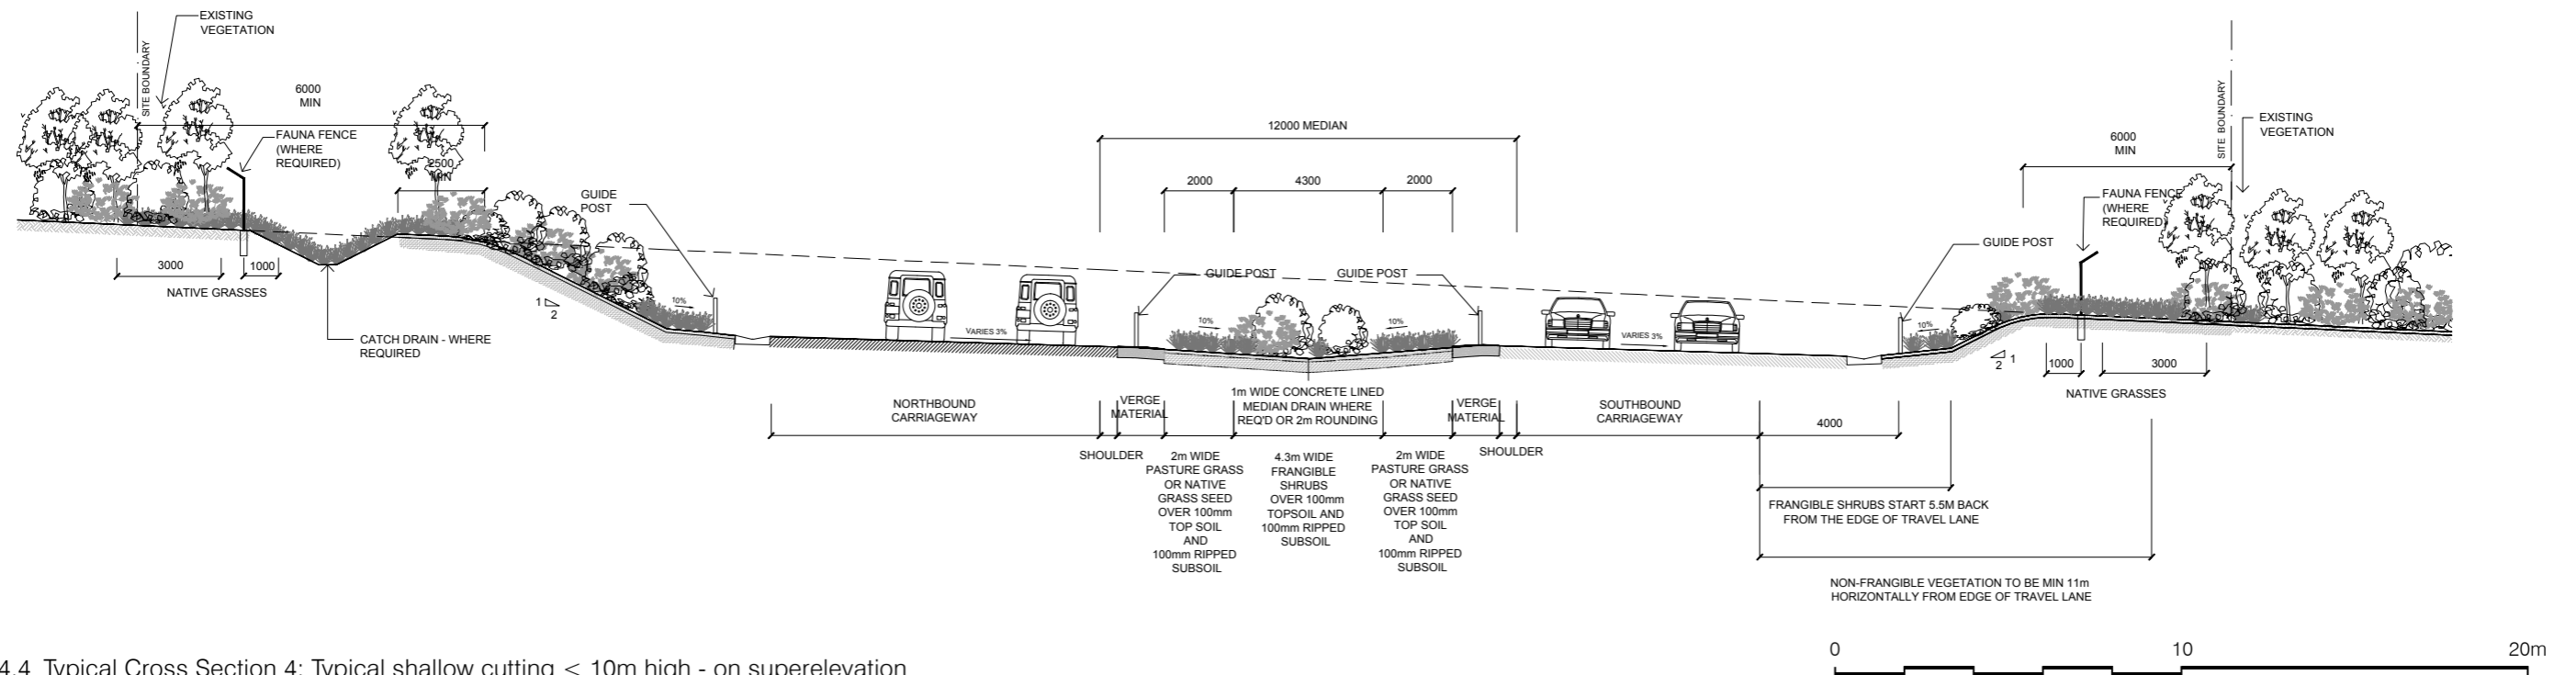 EXISTING
VEGETATION
SITE BOUNDARY
6000
MIN
FAUNA FENCE
(WHERE
REQUIRED)
2500
MIN
GUIDE
POST
3000
1000
NATIVE GRASSES
CATCH DRAIN - WHERE
REQUIRED
1
2
10%
VARIES 3%
12000 MEDIAN
2000
4300
2000
GUIDE POST
GUIDE POST
10%
10%
VARIES 3%
NORTHBOUND
CARRIAGEWAY
SHOULDER
VERGE
MATERIAL
1m WIDE CONCRETE LINED
MEDIAN DRAIN WHERE
REQ'D OR 2m ROUNDING
VERGE
MATERIAL
SHOULDER
SOUTHBOUND
CARRIAGEWAY
2m WIDE
PASTURE GRASS
OR NATIVE
GRASS SEED
OVER 100mm
TOP SOIL
AND
100mm RIPPED
SUBSOIL
4.3m WIDE
FRANGIBLE
SHRUBS
OVER 100mm
TOPSOIL AND
100mm RIPPED
SUBSOIL
2m WIDE
PASTURE GRASS
OR NATIVE
GRASS SEED
OVER 100mm
TOP SOIL
AND
100mm RIPPED
SUBSOIL
SITE BOUNDARY
EXISTING
VEGETATION
6000
MIN
FAUNA FENCE
(WHERE
REQUIRED)
GUIDE POST
10%
1
2
1000
3000
NATIVE GRASSES
4000
FRANGIBLE SHRUBS START 5.5M BACK
FROM THE EDGE OF TRAVEL LANE
NON-FRANGIBLE VEGETATION TO BE MIN 11m
HORIZONTALLY FROM EDGE OF TRAVEL LANE
4.4 Typical Cross Section 4: Typical shallow cutting < 10m high - on superelevation
0 10 20m